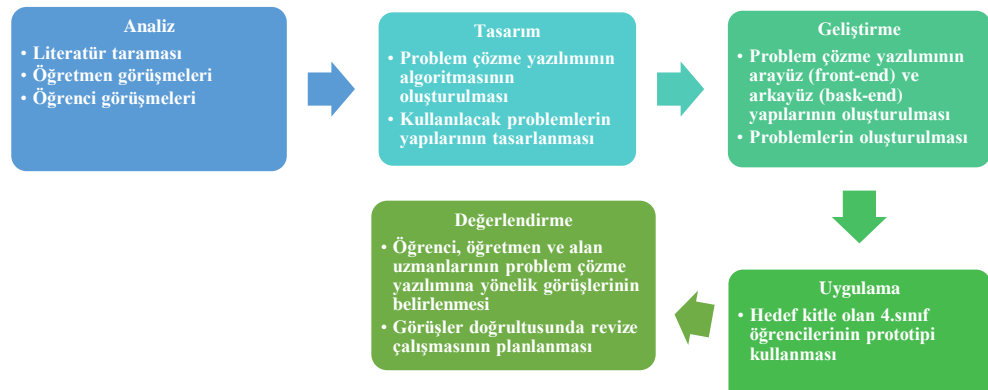 Analiz
• Literatür taraması
• Öğretmen görüşmeleri
• Öğrenci görüşmeleri
Tasarım
• Problem çözme yazılımının
algoritmasının
oluşturulması
• Kullanılacak problemlerin
yapılarının tasarlanması
Geliştirme
• Problem çözme yazılımının
arayüz (front-end) ve
arkayüz (bask-end)
yapılarının oluşturulması
• Problemlerin oluşturulması
Uygulama
• Hedef kitle olan 4.sınıf
öğrencilerinin prototipi
kullanması
Değerlendirme
• Öğrenci, öğretmen ve alan
uzmanlarının problem çözme
yazılımına yönelik görüşlerinin
belirlenmesi
• Görüşler doğrultusunda revize
çalışmasının planlanması